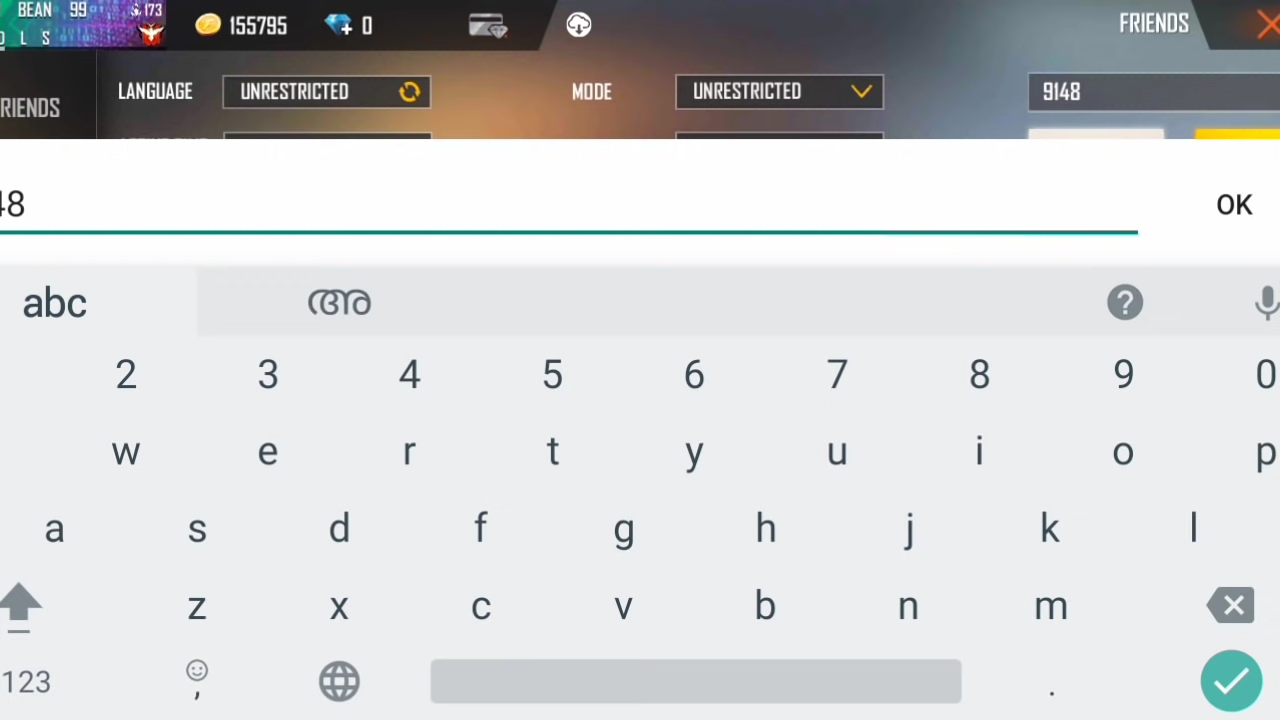 BEAN 99 173
155795 0 FRIENDS
LANGUAGE UNRESTRICTED MODE UNRESTRICTED 9148
RIENDS
48
OK
abc അ ?
2 3 4 5 6 7 8 9 0
w e r t y u i o p
a s d f g h j k l
z x c v b n m
123 , .